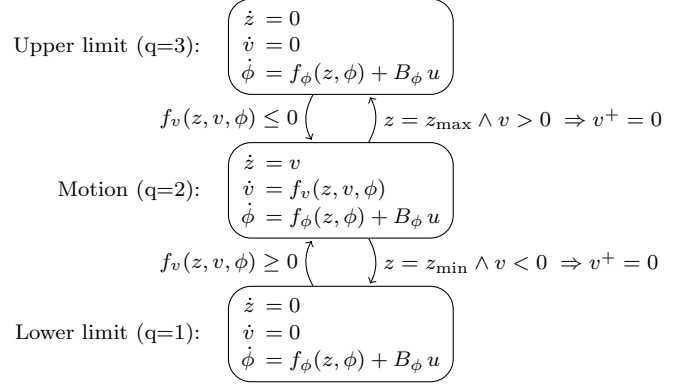 ż = 0
Upper limit (q=3): v̇ = 0
ϕ̇ = f_ϕ(z, ϕ) + B_ϕ u
f_v(z, v, ϕ) ≤ 0 z = z_max ∧ v > 0 ⇒ v⁺ = 0
ż = v
Motion (q=2): v̇ = f_v(z, v, ϕ)
ϕ̇ = f_ϕ(z, ϕ) + B_ϕ u
f_v(z, v, ϕ) ≥ 0 z = z_min ∧ v < 0 ⇒ v⁺ = 0
ż = 0
Lower limit (q=1): v̇ = 0
ϕ̇ = f_ϕ(z, ϕ) + B_ϕ u